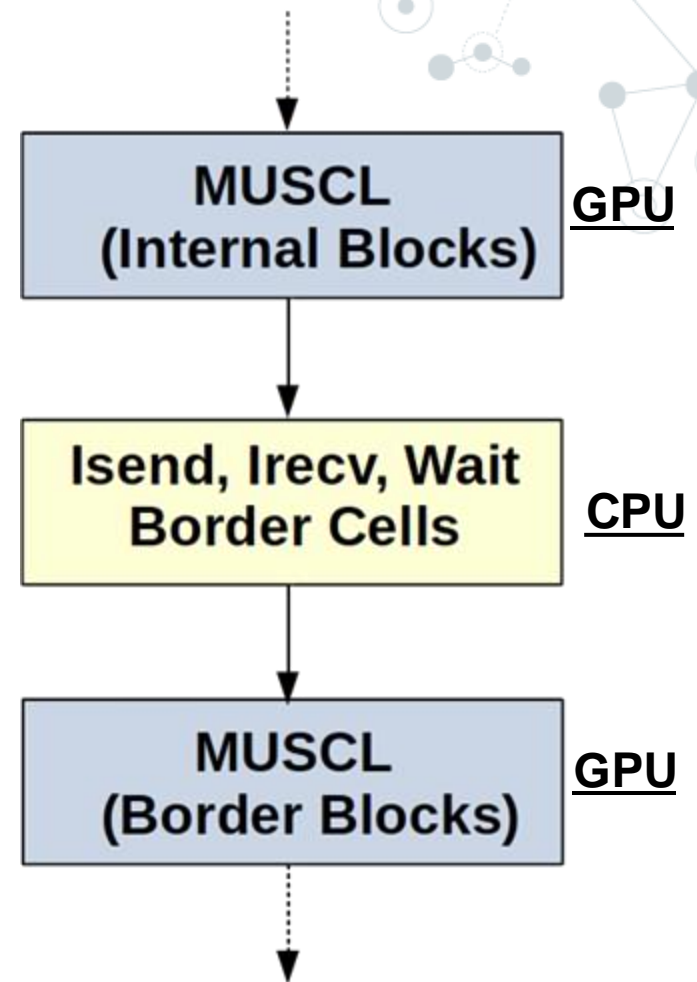 MUSCL
(Internal Blocks)
GPU
Isend, Irecv, Wait
Border Cells
CPU
MUSCL
(Border Blocks)
GPU